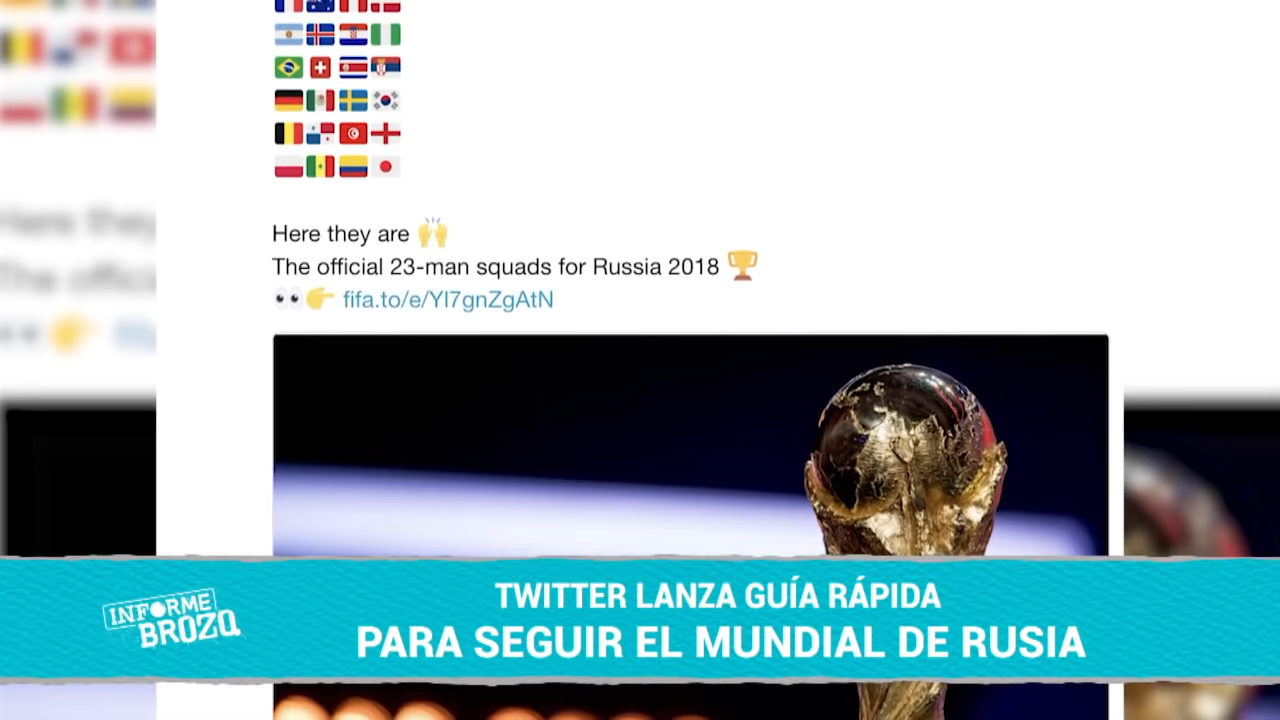 Here they are 🙌
The official 23-man squads for Russia 2018 🏆
👀👉 fifa.to/e/Yl7gnZgAtN
INFORME
BROZO
TWITTER LANZA GUÍA RÁPIDA
PARA SEGUIR EL MUNDIAL DE RUSIA